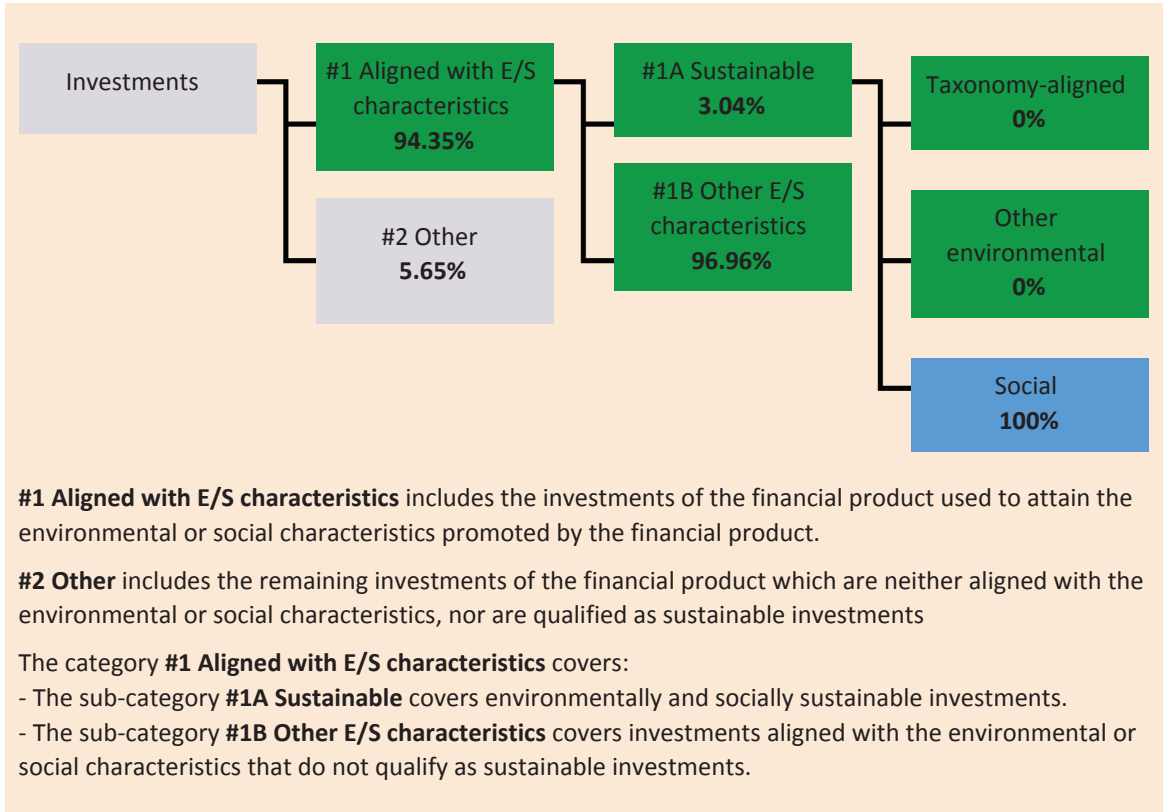 Investments
#1 Aligned with E/S
characteristics
94.35%
#2 Other
5.65%
#1A Sustainable
3.04%
#1B Other E/S
characteristics
96.96%
Taxonomy-aligned
0%
Other
environmental
0%
Social
100%
#1 Aligned with E/S characteristics includes the investments of the financial product used to attain the
environmental or social characteristics promoted by the financial product.
#2 Other includes the remaining investments of the financial product which are neither aligned with the
environmental or social characteristics, nor are qualified as sustainable investments
The category #1 Aligned with E/S characteristics covers:
- The sub-category #1A Sustainable covers environmentally and socially sustainable investments.
- The sub-category #1B Other E/S characteristics covers investments aligned with the environmental or
social characteristics that do not qualify as sustainable investments.